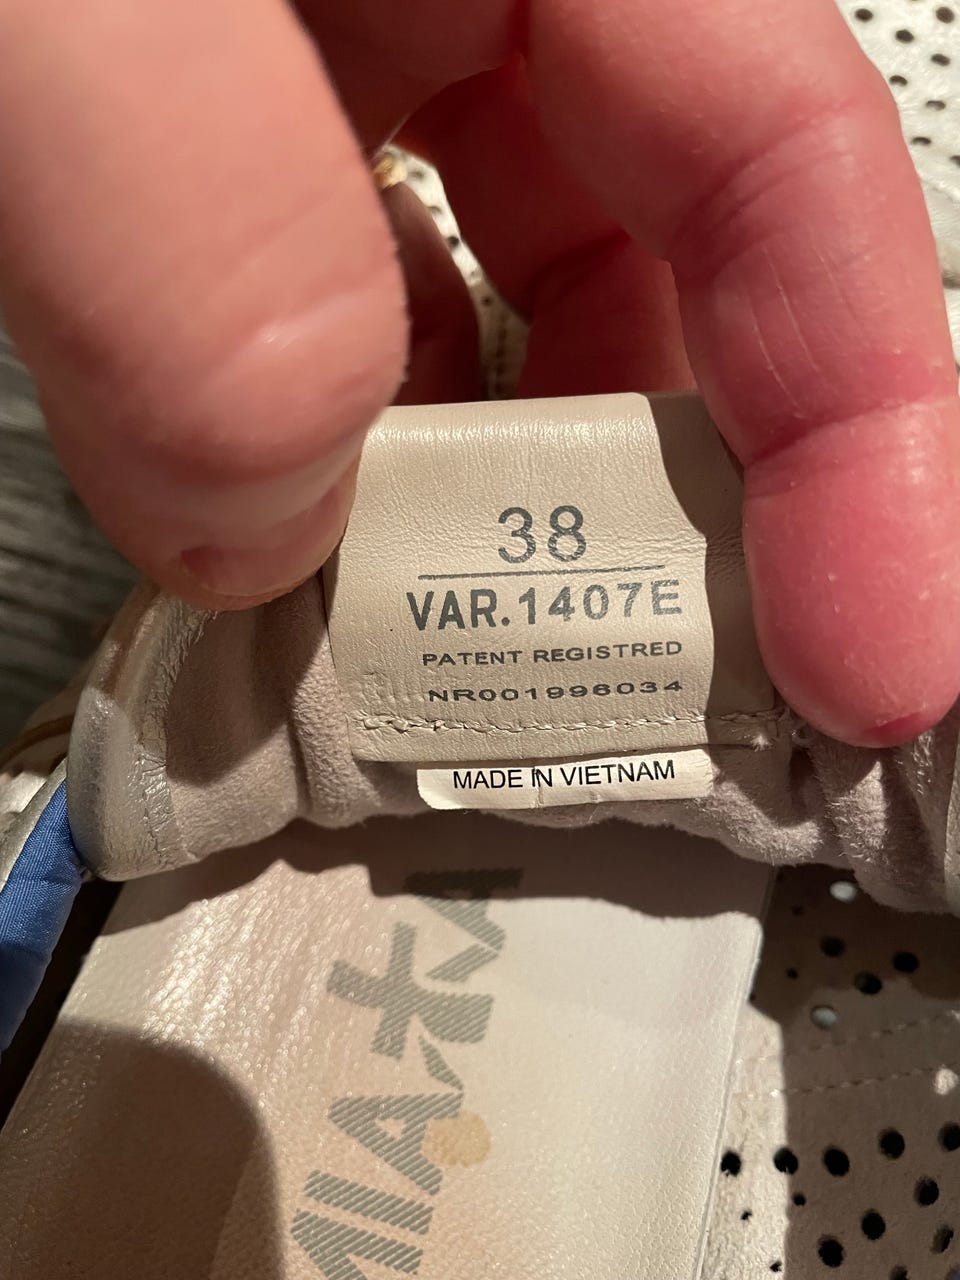 38
VAR.1407E
PATENT REGISTRED
NR001996034
MADE IN VIETNAM